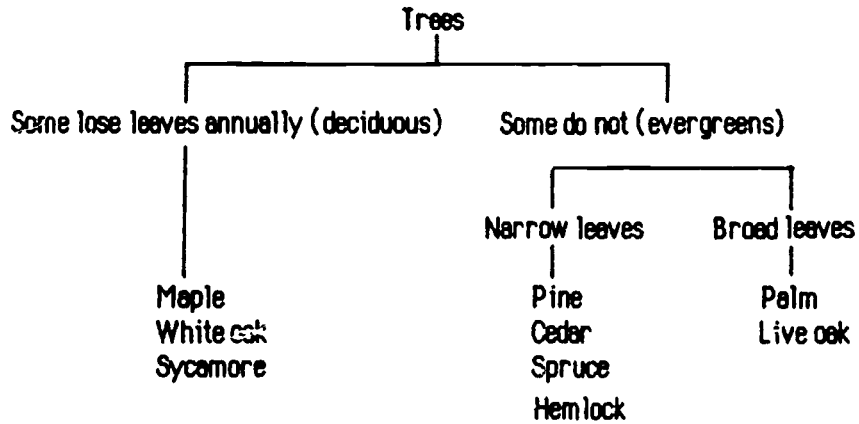 Trees
Some lose leaves annually (deciduous)
Some do not (evergreens)
Narrow leaves
Broad leaves
Maple
White oak
Sycamore
Pine
Cedar
Spruce
Hemlock
Palm
Live oak